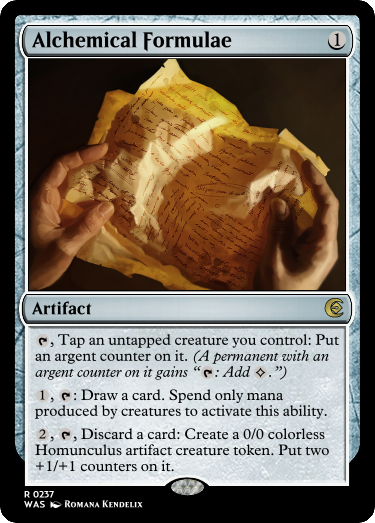 Alchemical Formulae 1
Artifact
, Tap an untapped creature you control: Put
an argent counter on it. (A permanent with an
argent counter on it gains “: Add .”)
1, : Draw a card. Spend only mana
produced by creatures to activate this ability.
2, , Discard a card: Create a 0/0 colorless
Homunculus artifact creature token. Put two
+1/+1 counters on it.
R 0237
WAS Romana Kendelix